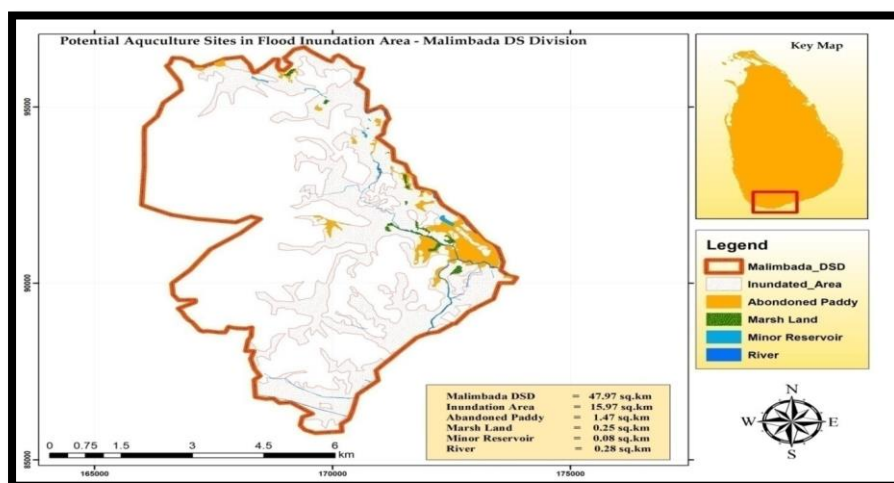 Potential Aquculture Sites in Flood Inundation Area - Malimbada DS Division
Key Map
95000
90000
85000
165000
170000
175000
Legend
Malimbada_DSD
Inundated_Area
Abondoned Paddy
Marsh Land
Minor Reservoir
River
Malimbada DSD = 47.97 sq.km
Inundation Area = 15.97 sq.km
Abandoned Paddy = 1.47 sq.km
Marsh Land = 0.25 sq.km
Minor Reservoir = 0.08 sq.km
River = 0.28 sq.km
0 0.75 1.5 3 4.5 6
km
N
W E
S